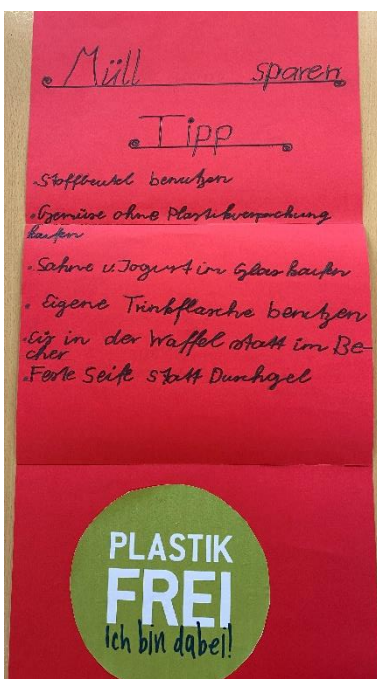 Müll sparen
Tipp
Stoffbeutel benutzen
• Gemüse ohne Plastikverpackung
kaufen
• Sahne u. Jogurt im Glas kaufen
• Eigene Trinkflasche benutzen
• Eis in der Waffel statt im Be-
cher
• Feste Seife statt Duschgel
PLASTIK
FREI
Ich bin dabei!